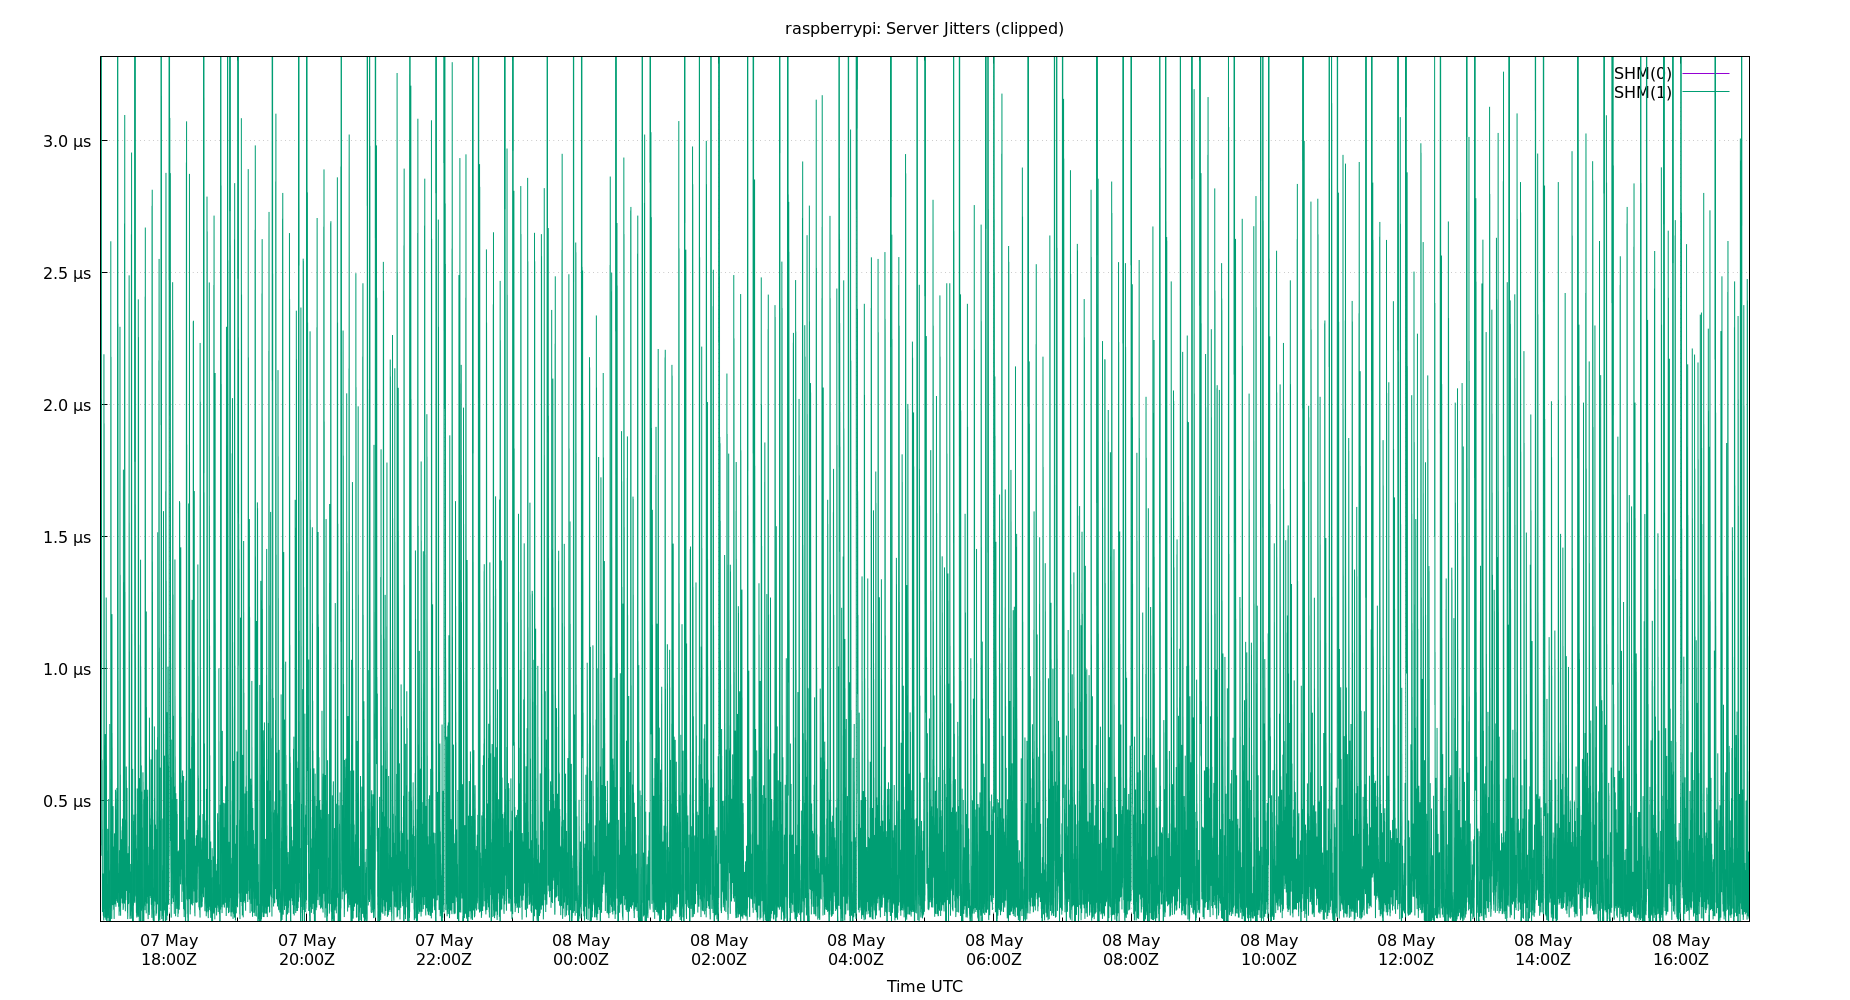 raspberrypi: Server Jitters (clipped)
SHM(0)
SHM(1)
3.0 µs
2.5 µs
2.0 µs
1.5 µs
1.0 µs
0.5 µs
07 May 07 May 07 May 08 May 08 May 08 May 08 May 08 May 08 May 08 May 08 May 08 May
18:00Z 20:00Z 22:00Z 00:00Z 02:00Z 04:00Z 06:00Z 08:00Z 10:00Z 12:00Z 14:00Z 16:00Z
Time UTC